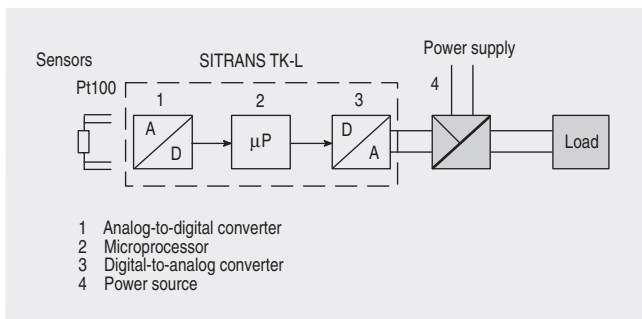 Power supply
Sensors
SITRANS TK-L
Pt100
4
1
2
3
A
D
µP
D
A
Load
1 Analog-to-digital converter
2 Microprocessor
3 Digital-to-analog converter
4 Power source